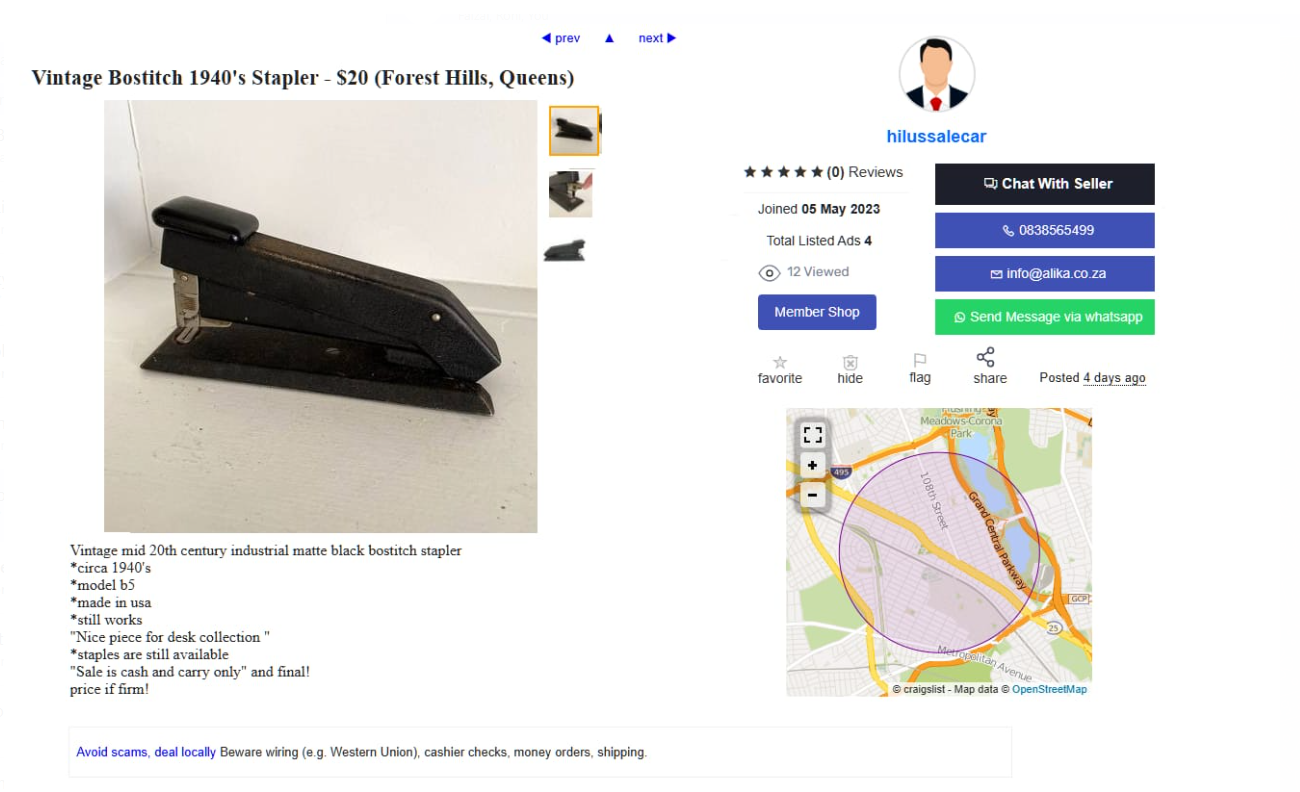 prev
next
Vintage Bostitch 1940's Stapler - $20 (Forest Hills, Queens)
Vintage mid 20th century industrial matte black bostitch stapler
*circa 1940's
*model b5
*made in usa
*still works
"Nice piece for desk collection "
*staples are still available
"Sale is cash and carry only" and final!
price if firm!
hilussalecar
(0) Reviews
Joined 05 May 2023
Total Listed Ads 4
12 Viewed
Member Shop
Chat With Seller
0838565499
info@alika.co.za
Send Message via whatsapp
favorite
hide
flag
share
Posted 4 days ago
Flushing
Meadows-Corona
Park
495
108th Street
Grand Central Parkway
GCP
25
Metropolitan Avenue
© craigslist - Map data © OpenStreetMap
Avoid scams, deal locally Beware wiring (e.g. Western Union), cashier checks, money orders, shipping.